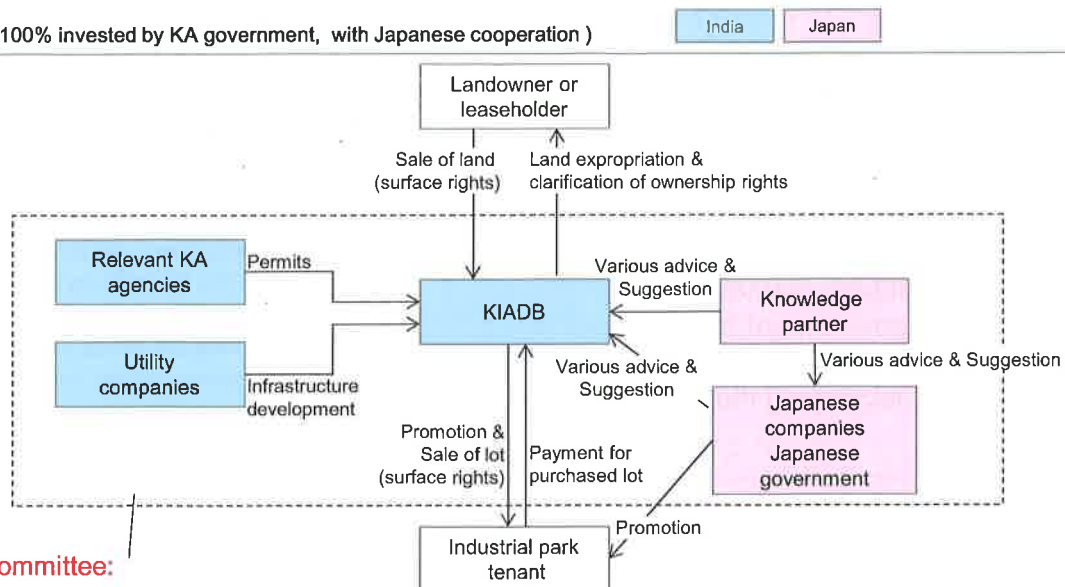 100% invested by KA government, with Japanese cooperation )
India
Japan
Landowner or
leaseholder
Sale of land
(surface rights)
Land expropriation &
clarification of ownership rights
Relevant KA
agencies
Permits
Various advice &
Suggestion
KIADB
Knowledge
partner
Utility
companies
Infrastructure
development
Various advice &
Suggestion
Various advice & Suggestion
Japanese
companies
Japanese
government
Promotion &
Sale of lot
(surface rights)
Payment for
purchased lot
Promotion
Industrial park
tenant
ommittee: